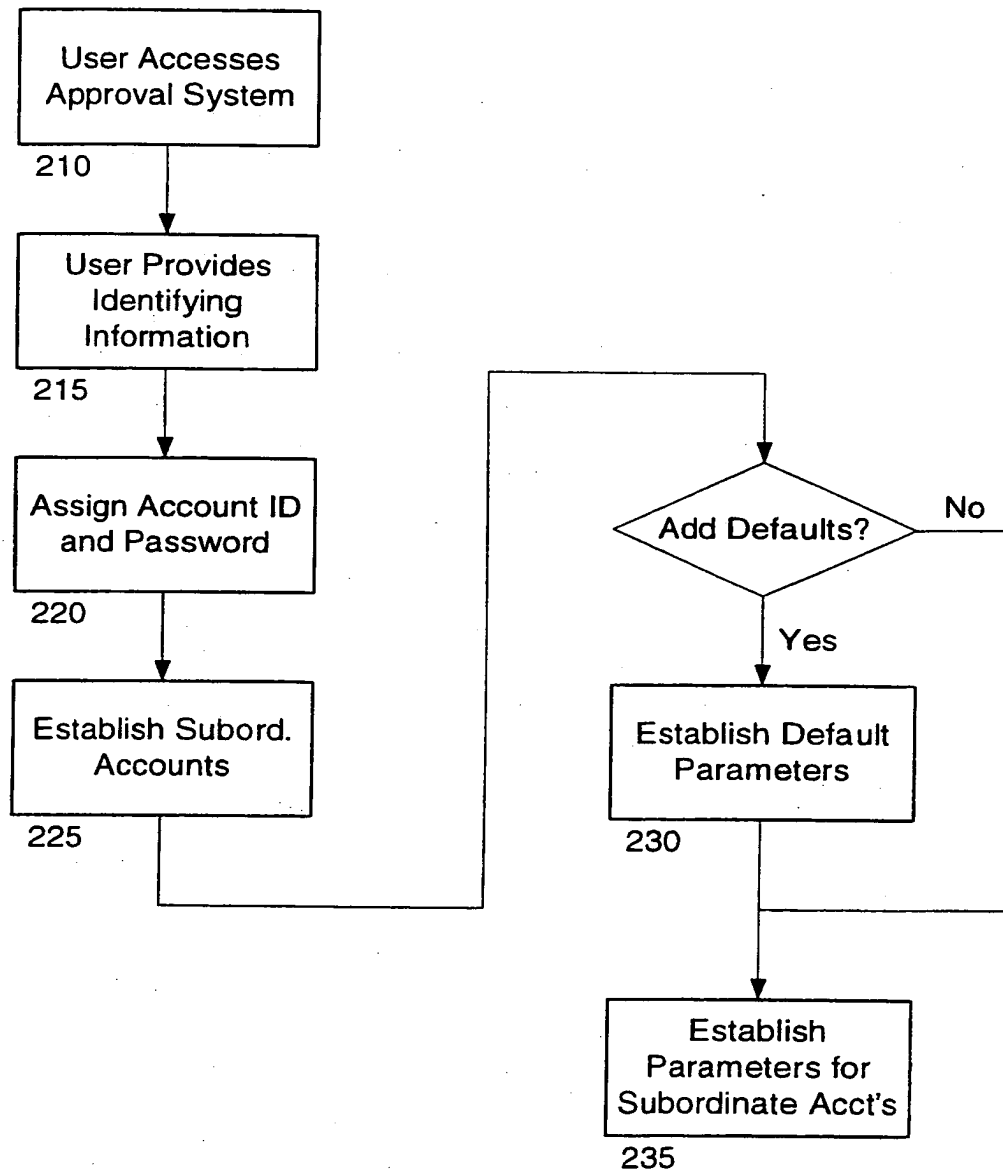 User Accesses
Approval System
210
User Provides
Identifying
Information
215
Assign Account ID
and Password
220
Establish Subord.
Accounts
225
Add Defaults?
No
Yes
Establish Default
Parameters
230
Establish
Parameters for
Subordinate Acct's
235